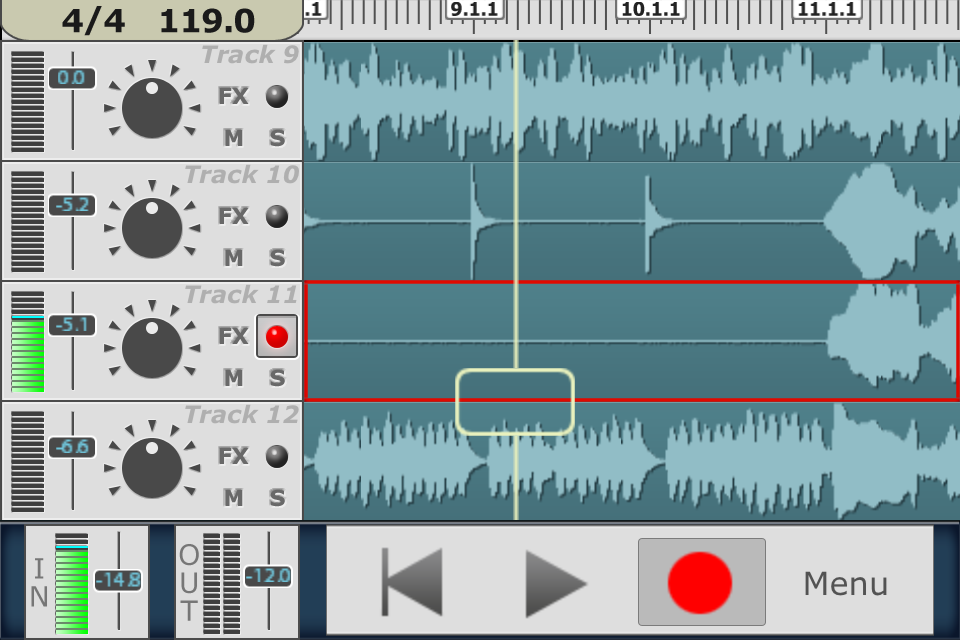 4/4 119.0
.1 9.1.1 10.1.1 11.1.1
Track 9
0.0
FX
M S
Track 10
-5.2
FX
M S
Track 11
-5.1
FX
M S
Track 12
-6.6
FX
M S
IN
-14.8
OUT
-12.0
Menu